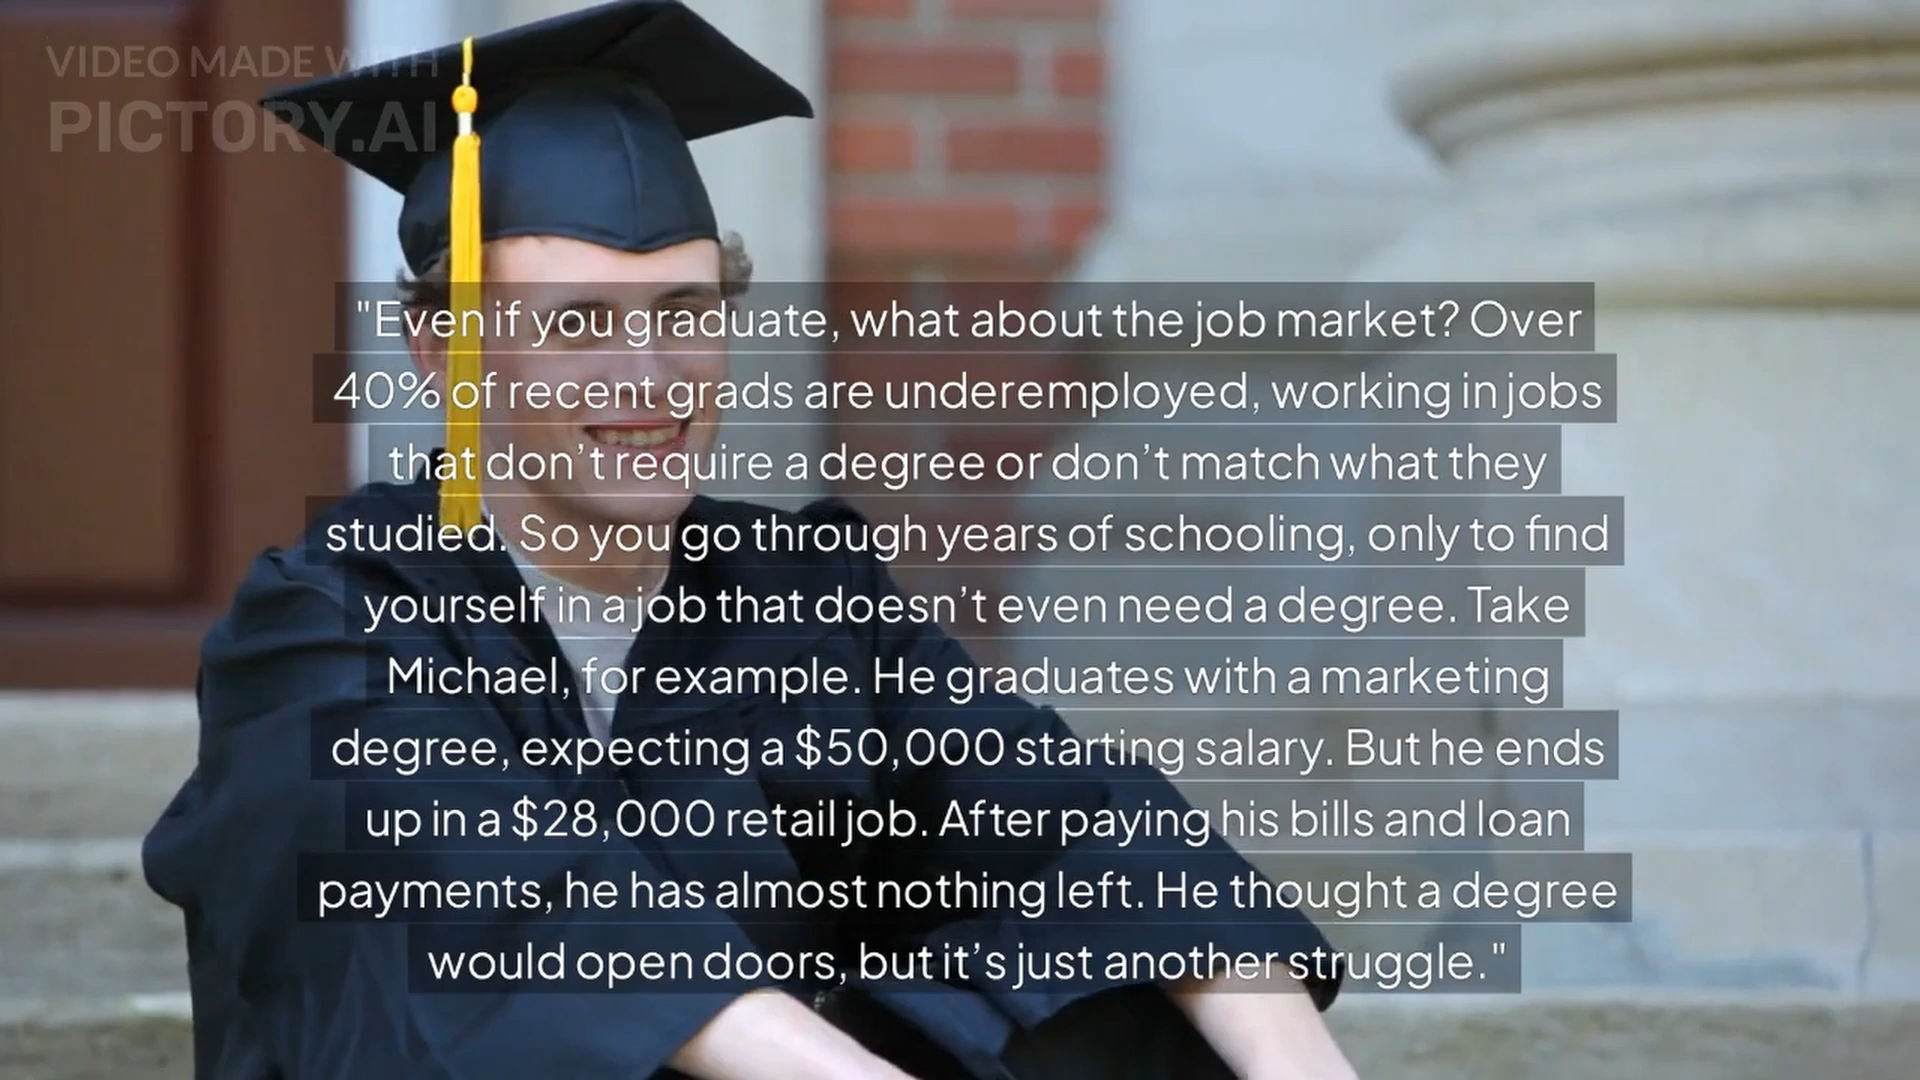 VIDEO MADE WITH
PICTORY.AI
"Even if you graduate, what about the job market? Over
40% of recent grads are underemployed, working in jobs
that don’t require a degree or don’t match what they
studied. So you go through years of schooling, only to find
yourself in a job that doesn’t even need a degree. Take
Michael, for example. He graduates with a marketing
degree, expecting a $50,000 starting salary. But he ends
up in a $28,000 retail job. After paying his bills and loan
payments, he has almost nothing left. He thought a degree
would open doors, but it’s just another struggle."